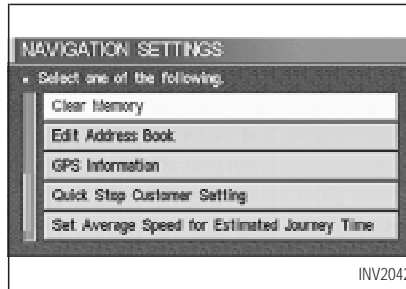 NAVIGATION SETTINGS
Select one of the following.
Clear Memory
Edit Address Book
GPS Information
Quick Stop Customer Setting
Set Average Speed for Estimated Journey Time
INV2042